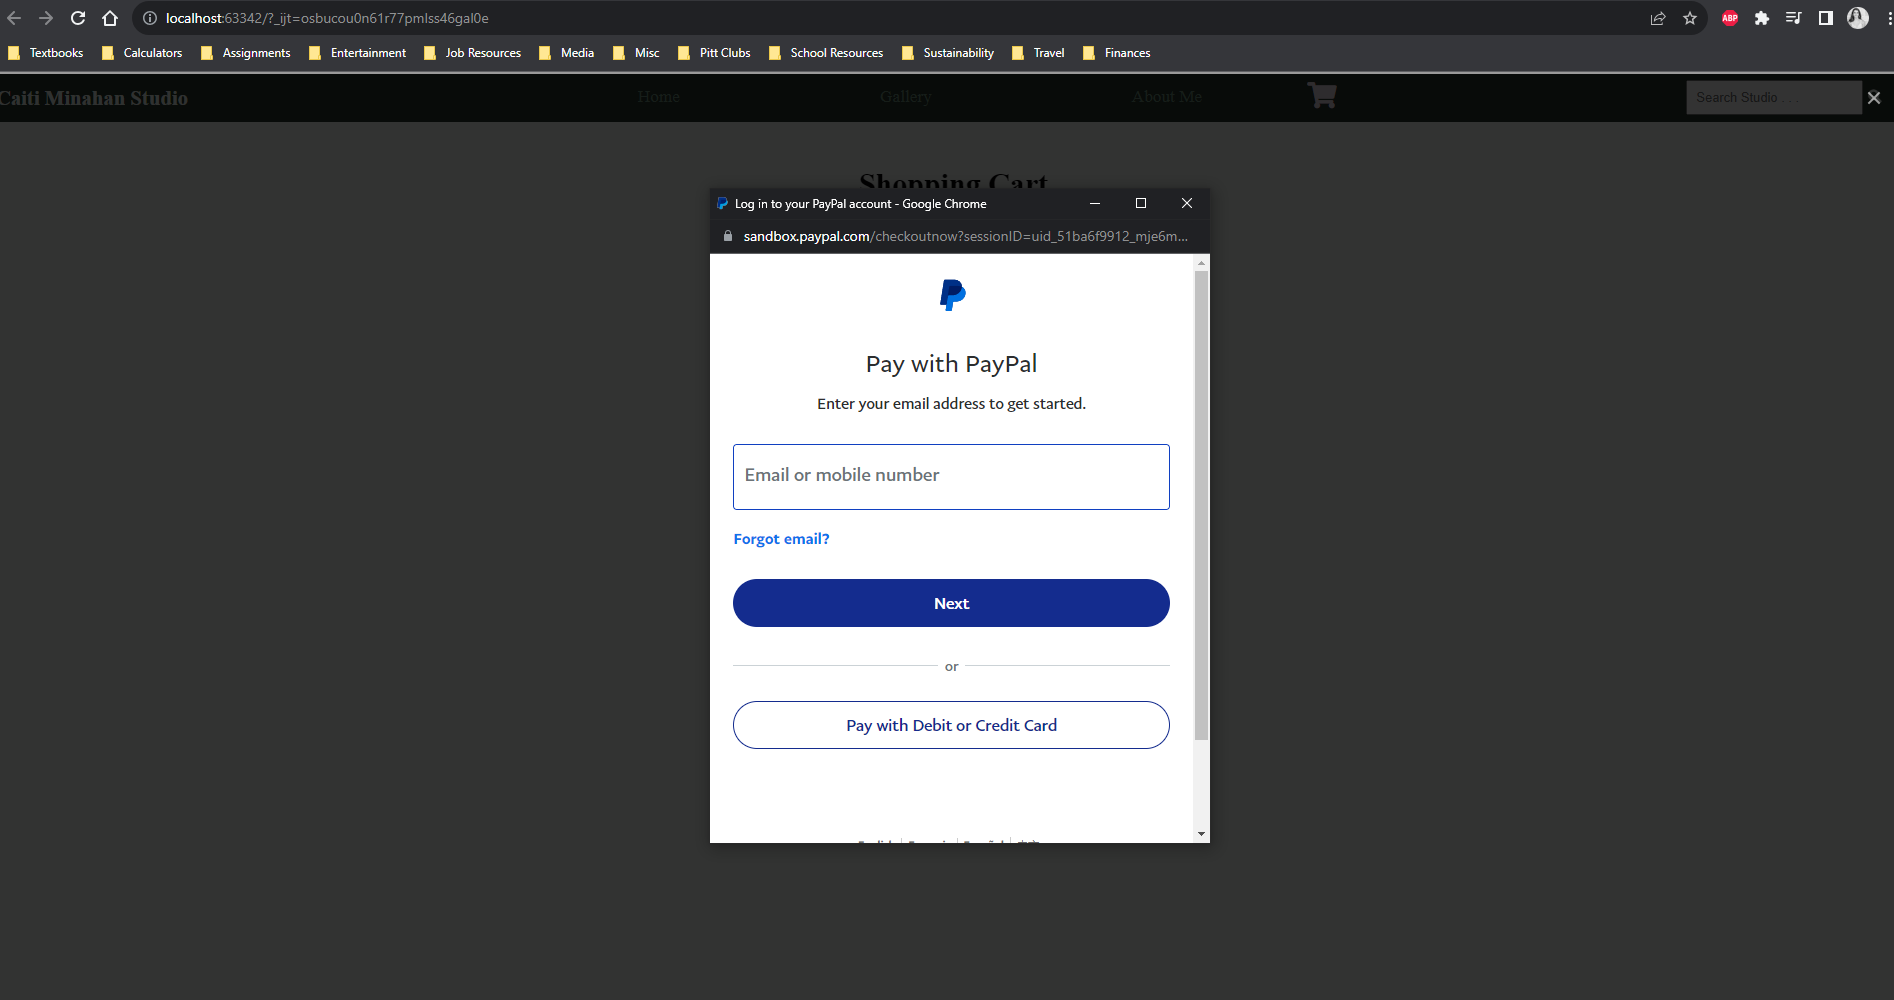 localhost:63342/?_ijt=osbucou0n61r77pmlss46gal0e
ABP
Textbooks Calculators Assignments Entertainment Job Resources Media Misc Pitt Clubs School Resources Sustainability Travel Finances
Caiti Minahan Studio Home Gallery About Me Search Studio . . .
Shopping Cart
Log in to your PayPal account - Google Chrome
sandbox.paypal.com/checkoutnow?sessionID=uid_51ba6f9912_mje6m...
Pay with PayPal
Enter your email address to get started.
Email or mobile number
Forgot email?
Next
or
Pay with Debit or Credit Card